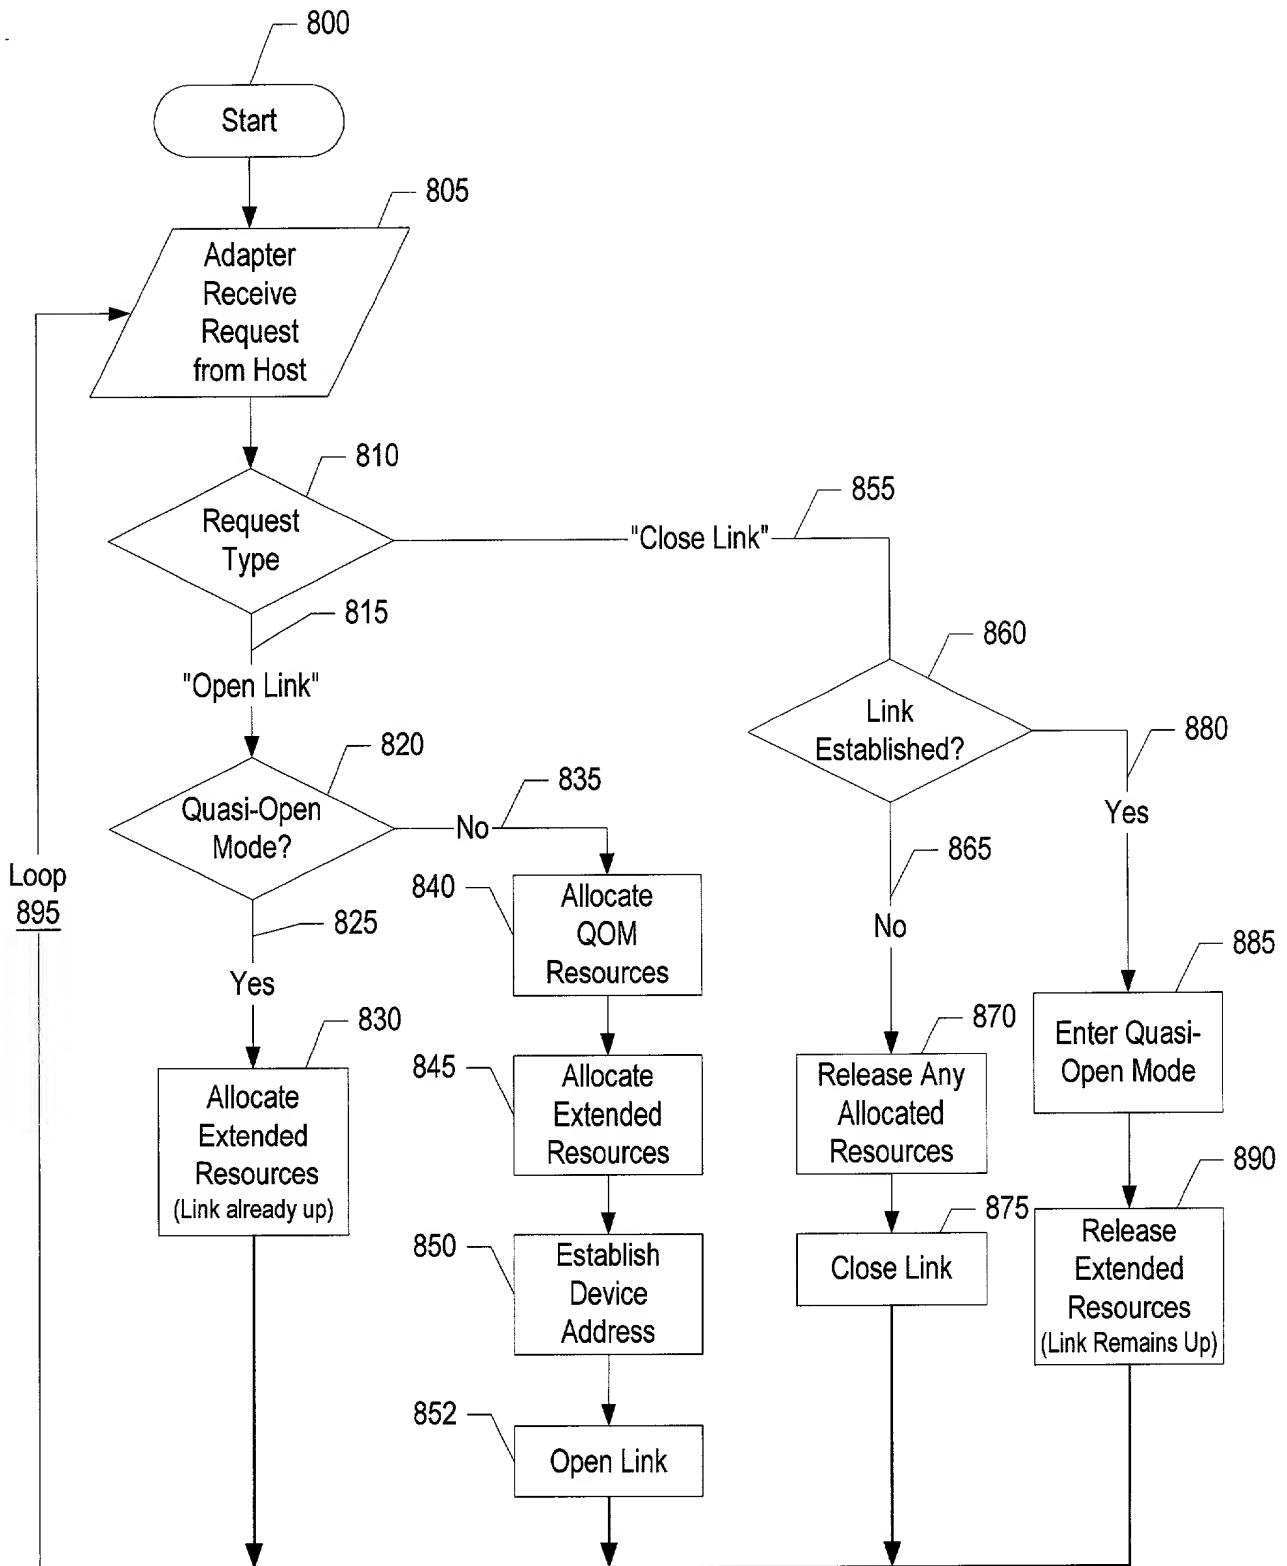 800
Start
805
Adapter
Receive
Request
from Host
810
Request
Type
855
"Close Link"
815
"Open Link"
860
Link
Established?
880
Yes
820
Quasi-Open
Mode?
835
No
865
No
Loop
895
825
Yes
840
Allocate
QOM
Resources
885
Enter Quasi-
Open Mode
830
Allocate
Extended
Resources
(Link already up)
845
Allocate
Extended
Resources
870
Release Any
Allocated
Resources
890
Release
Extended
Resources
(Link Remains Up)
850
Establish
Device
Address
875
Close Link
852
Open Link